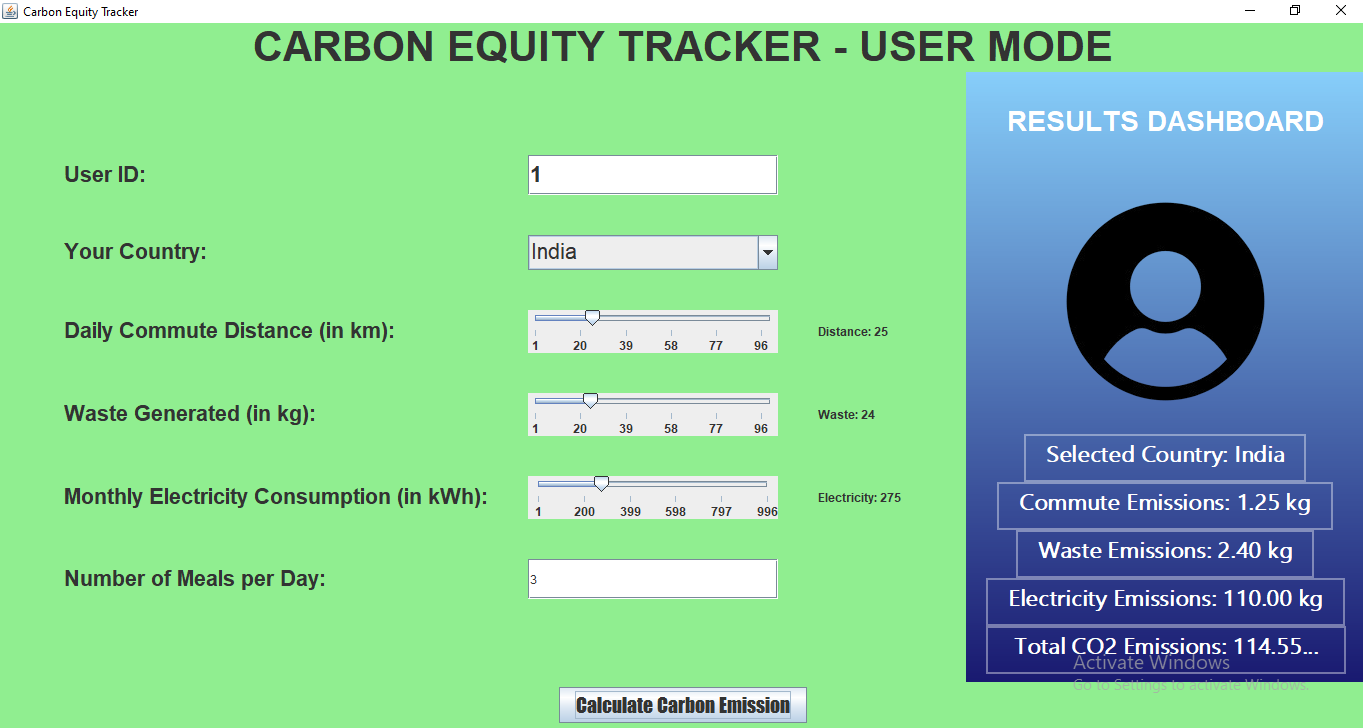 Carbon Equity Tracker
CARBON EQUITY TRACKER - USER MODE
RESULTS DASHBOARD
User ID:
1
Your Country:
India
Daily Commute Distance (in km):
1 20 39 58 77 96
Distance: 25
Waste Generated (in kg):
1 20 39 58 77 96
Waste: 24
Monthly Electricity Consumption (in kWh):
1 200 399 598 797 996
Electricity: 275
Number of Meals per Day:
3
Calculate Carbon Emission
Selected Country: India
Commute Emissions: 1.25 kg
Waste Emissions: 2.40 kg
Electricity Emissions: 110.00 kg
Total CO2 Emissions: 114.55...
Activate Windows
Go to Settings to activate Windows.